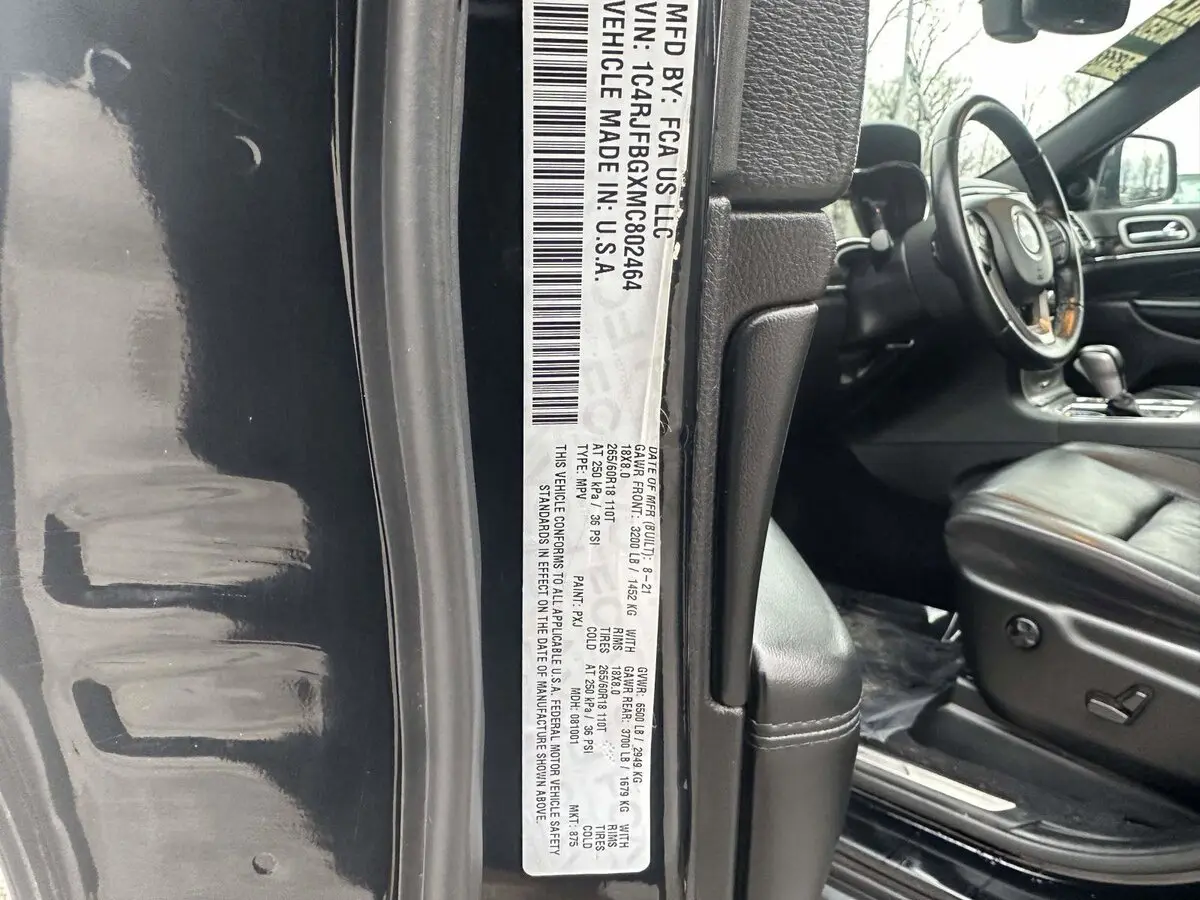 MFD BY: FCA US LLC
VIN: 1C4RJFBGXMC802464
VEHICLE MADE IN: U.S.A.
DATE OF MFR (BUILT): 8-21 GVWR: 6500 LB / 2949 KG
GAWR FRONT: 3200 LB / 1452 KG WITH GAWR REAR: 3700 LB / 1679 KG WITH
18X8.0 RIMS 18X8.0 RIMS
265/60R18 110T TIRES 265/60R18 110T TIRES
AT 250 kPa / 36 PSI COLD AT 250 kPa / 36 PSI COLD
TYPE: MPV PAINT: PXJ MDH: 081001 MKT: 875
THIS VEHICLE CONFORMS TO ALL APPLICABLE U.S.A. FEDERAL MOTOR VEHICLE SAFETY
STANDARDS IN EFFECT ON THE DATE OF MANUFACTURE SHOWN ABOVE.